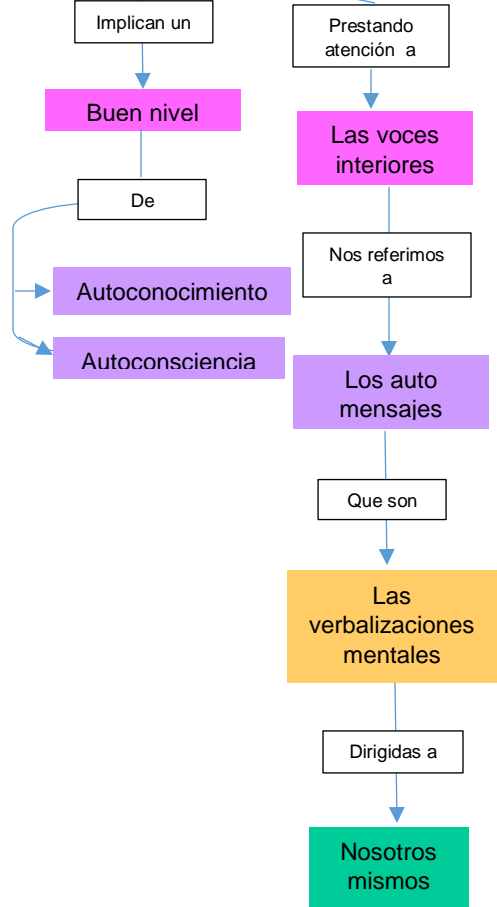 Implican un
Buen nivel
De
Autoconocimiento
Autoconsciencia
Prestando
atención a
Las voces
interiores
Nos referimos
a
Los auto
mensajes
Que son
Las
verbalizaciones
mentales
Dirigidas a
Nosotros
mismos